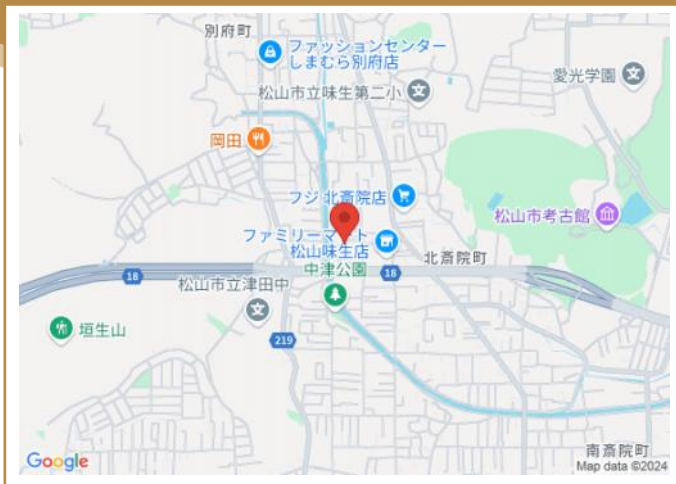 別府町
ファッションセンター
しまむら別府店
愛光学園
松山市立味生第二小
岡田
フジ 北斎院店
松山市考古館
ファミリーマート
松山味生店
北斎院町
中津公園
18
18
松山市立津田中
垣生山
219
南斎院町
Google
Map data ©2024